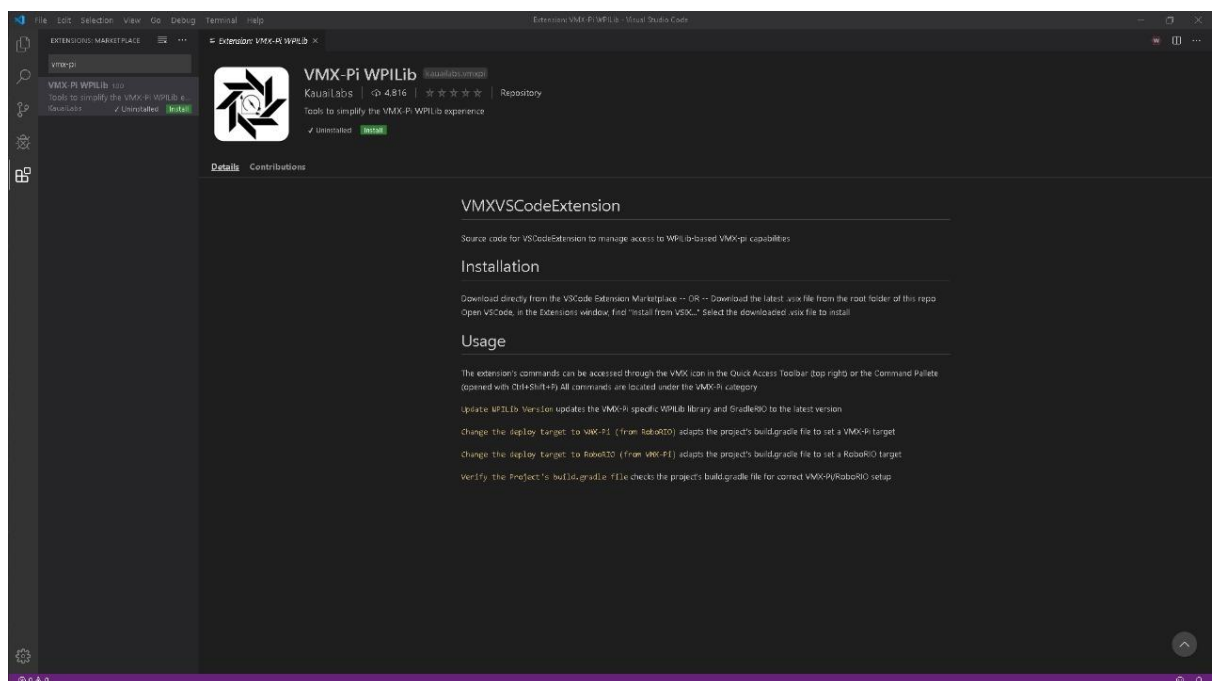 File Edit Selection View Go Debug Terminal Help
Extension: VMX-Pi WPILib - Visual Studio Code
EXTENSIONS: MARKETPLACE
Extension: VMX-Pi WPILib
vmx-pi
VMX-Pi WPILib
Tools to simplify the VMX-Pi WPILib e...
KauaiLabs ✓ Uninstalled Install
VMX-Pi WPILib kauailabs.vmxpi
KauaiLabs | 4,816 | Repository
Tools to simplify the VMX-Pi WPILib experience
✓ Uninstalled Install
Details Contributions
VMXVSCodeExtension
Source code for VSCodeExtension to manage access to WPILib-based VMX-pi capabilities
Installation
Download directly from the VSCode Extension Marketplace -- OR -- Download the latest .vsix file from the root folder of this repo
Open VSCode, in the Extensions window, find "Install from VSIX..." Select the downloaded .vsix file to install
Usage
The extension's commands can be accessed through the VMX icon in the Quick Access Toolbar (top right) or the Command Pallete
(opened with Ctrl+Shift+P) All commands are located under the VMX-Pi category
Update WPILib Version updates the VMX-Pi specific WPILib library and GradleRIO to the latest version
Change the deploy target to VMX-Pi (from RoboRIO) adapts the project's build.gradle file to set a VMX-Pi target
Change the deploy target to RoboRIO (from VMX-Pi) adapts the project's build.gradle file to set a RoboRIO target
Verify the Project's build.gradle file checks the project's build.gradle file for correct VMX-Pi/RoboRIO setup